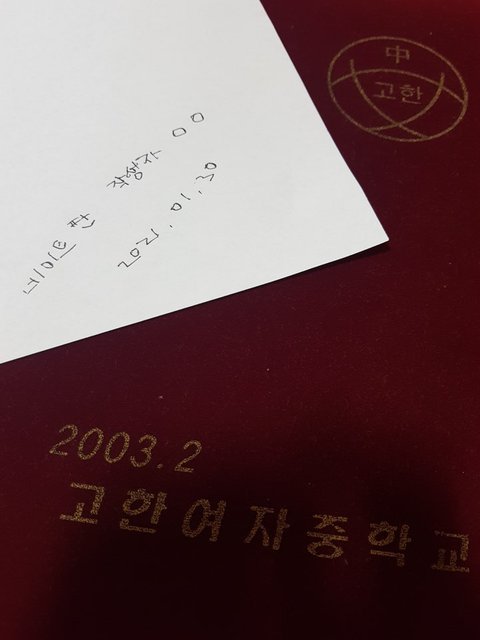 네이트 판 작성자 ㅇㅇ
2021.01.30
中
고한
2003.2
고한여자중학교